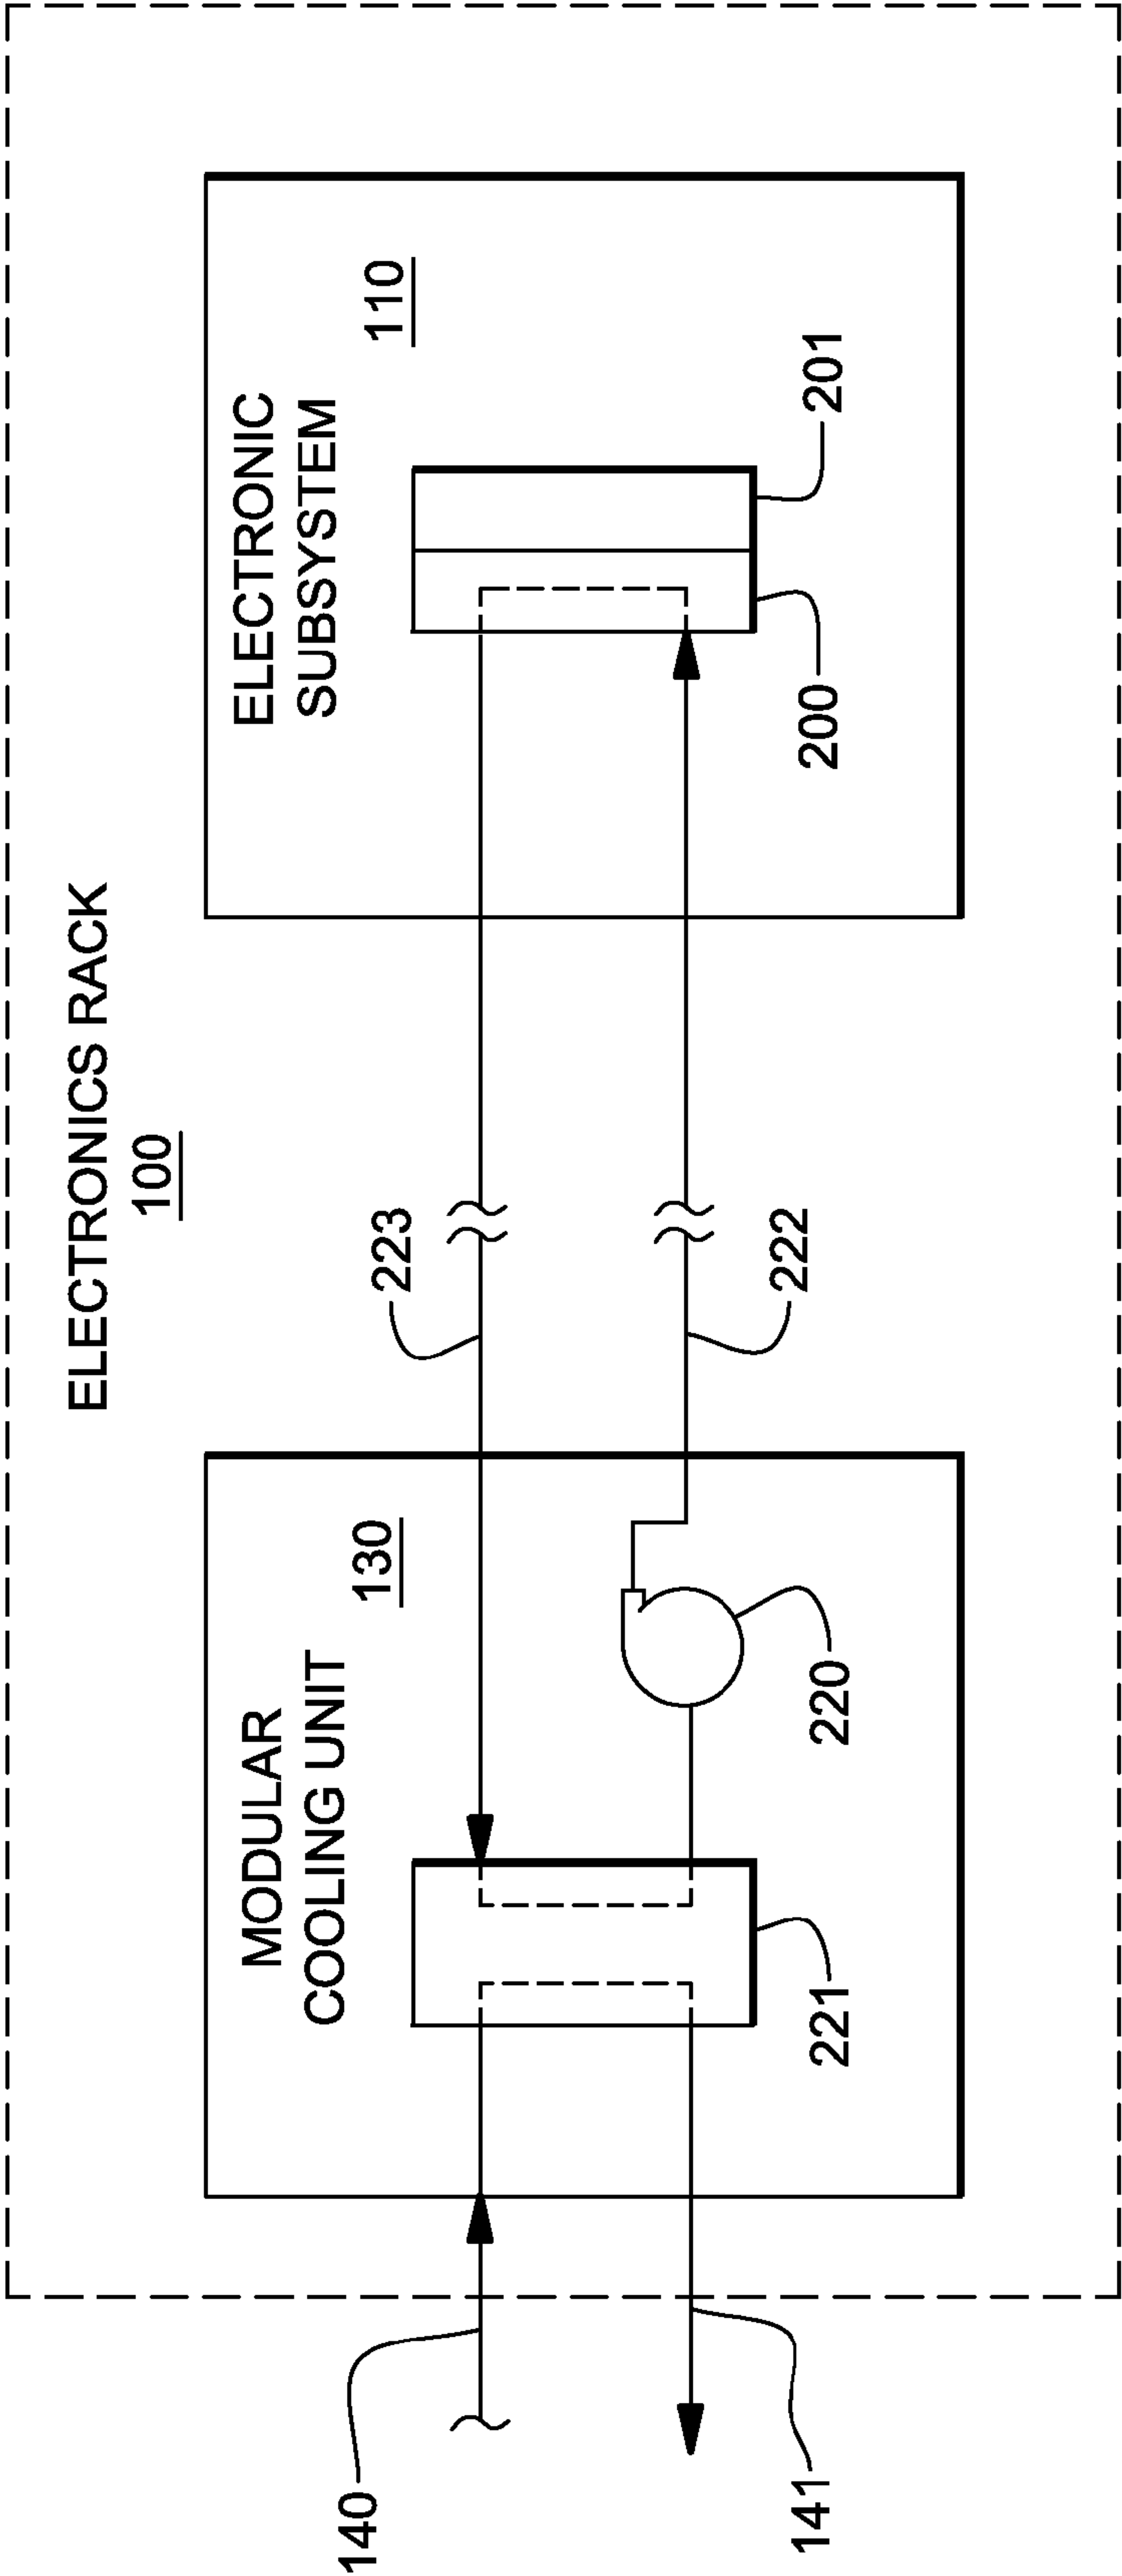 ELECTRONICS RACK
100
MODULAR
COOLING UNIT
130
ELECTRONIC
SUBSYSTEM
110
140
141
223
222
221
220
200
201